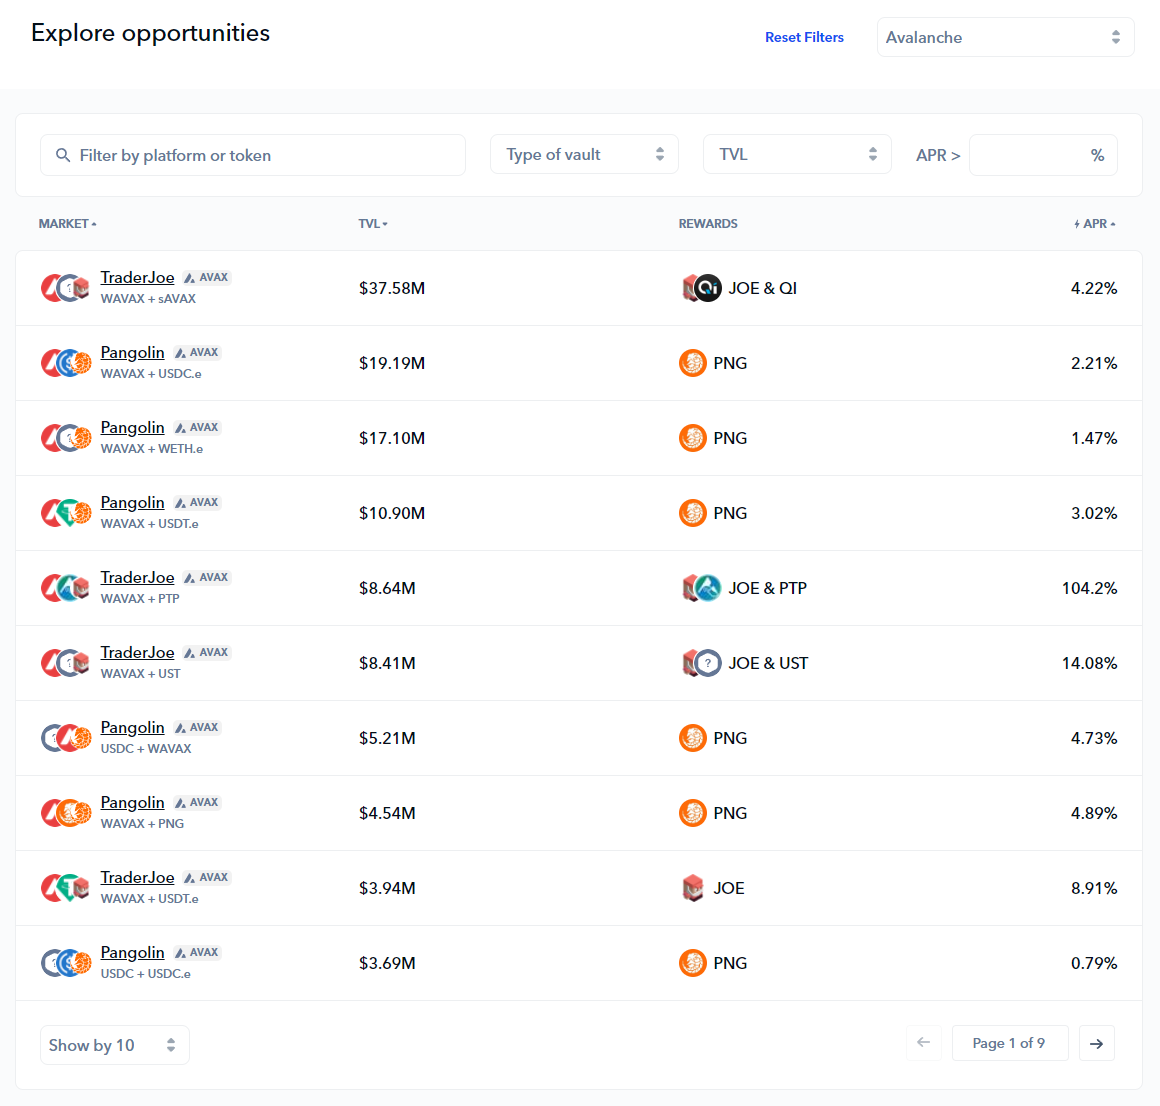 Explore opportunities
Reset Filters
Avalanche
Filter by platform or token
Type of vault
TVL
APR >
%
MARKET
TVL
REWARDS
APR
TraderJoe AVAX
WAVAX + sAVAX
$37.58M
JOE & QI
4.22%
Pangolin AVAX
WAVAX + USDC.e
$19.19M
PNG
2.21%
Pangolin AVAX
WAVAX + WETH.e
$17.10M
PNG
1.47%
Pangolin AVAX
WAVAX + USDT.e
$10.90M
PNG
3.02%
TraderJoe AVAX
WAVAX + PTP
$8.64M
JOE & PTP
104.2%
TraderJoe AVAX
WAVAX + UST
$8.41M
JOE & UST
14.08%
Pangolin AVAX
USDC + WAVAX
$5.21M
PNG
4.73%
Pangolin AVAX
WAVAX + PNG
$4.54M
PNG
4.89%
TraderJoe AVAX
WAVAX + USDT.e
$3.94M
JOE
8.91%
Pangolin AVAX
USDC + USDC.e
$3.69M
PNG
0.79%
Show by 10
Page 1 of 9